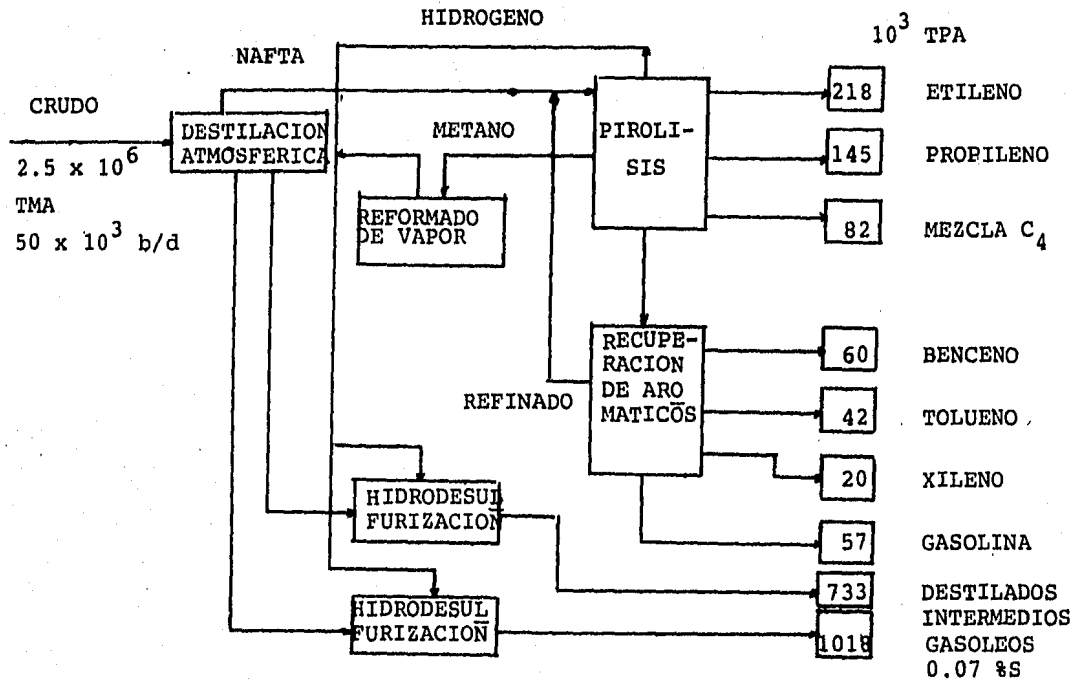 HIDROGENO
10³ TPA
NAFTA
CRUDO
2.5 x 10⁶
TMA
50 x 10³ b/d
DESTILACION
ATMOSFERICA
METANO
REFORMADO
DE VAPOR
PIROLI-
SIS
218 ETILENO
145 PROPILENO
82 MEZCLA C₄
RECUPE-
RACION
DE ARO
MATICOS
REFINADO
60 BENCENO
42 TOLUENO
20 XILENO
57 GASOLINA
HIDRODESUL
FURIZACION
733 DESTILADOS
INTERMEDIOS
HIDRODESUL
FURIZACION
1018 GASOLEOS
0.07 %S